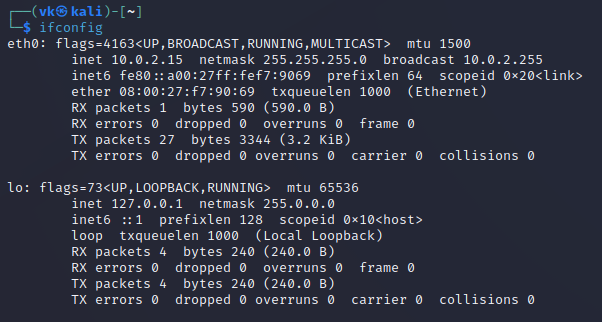 ┌──(vk㉿kali)-[~]
└─$ ifconfig
eth0: flags=4163<UP,BROADCAST,RUNNING,MULTICAST>  mtu 1500
        inet 10.0.2.15  netmask 255.255.255.0  broadcast 10.0.2.255
        inet6 fe80::a00:27ff:fef7:9069  prefixlen 64  scopeid 0×20<link>
        ether 08:00:27:f7:90:69  txqueuelen 1000  (Ethernet)
        RX packets 1  bytes 590 (590.0 B)
        RX errors 0  dropped 0  overruns 0  frame 0
        TX packets 27  bytes 3344 (3.2 KiB)
        TX errors 0  dropped 0 overruns 0  carrier 0  collisions 0

lo: flags=73<UP,LOOPBACK,RUNNING>  mtu 65536
        inet 127.0.0.1  netmask 255.0.0.0
        inet6 ::1  prefixlen 128  scopeid 0×10<host>
        loop  txqueuelen 1000  (Local Loopback)
        RX packets 4  bytes 240 (240.0 B)
        RX errors 0  dropped 0  overruns 0  frame 0
        TX packets 4  bytes 240 (240.0 B)
        TX errors 0  dropped 0 overruns 0  carrier 0  collisions 0